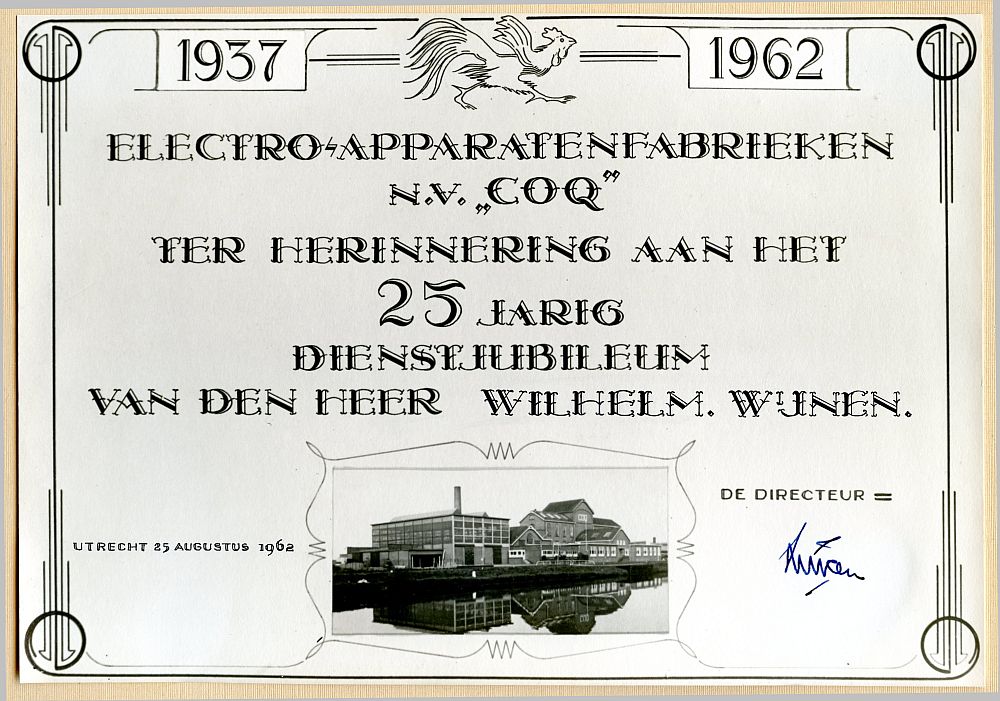 1937 1962
ELECTRO-APPARATENFABRIEKEN
N.V. „COQ”
TER HERINNERING AAN HET
25 JARIG
DIENSTJUBILEUM
VAN DEN HEER WILHELM. WIJNEN.
DE DIRECTEUR =
UTRECHT 25 AUGUSTUS 1962